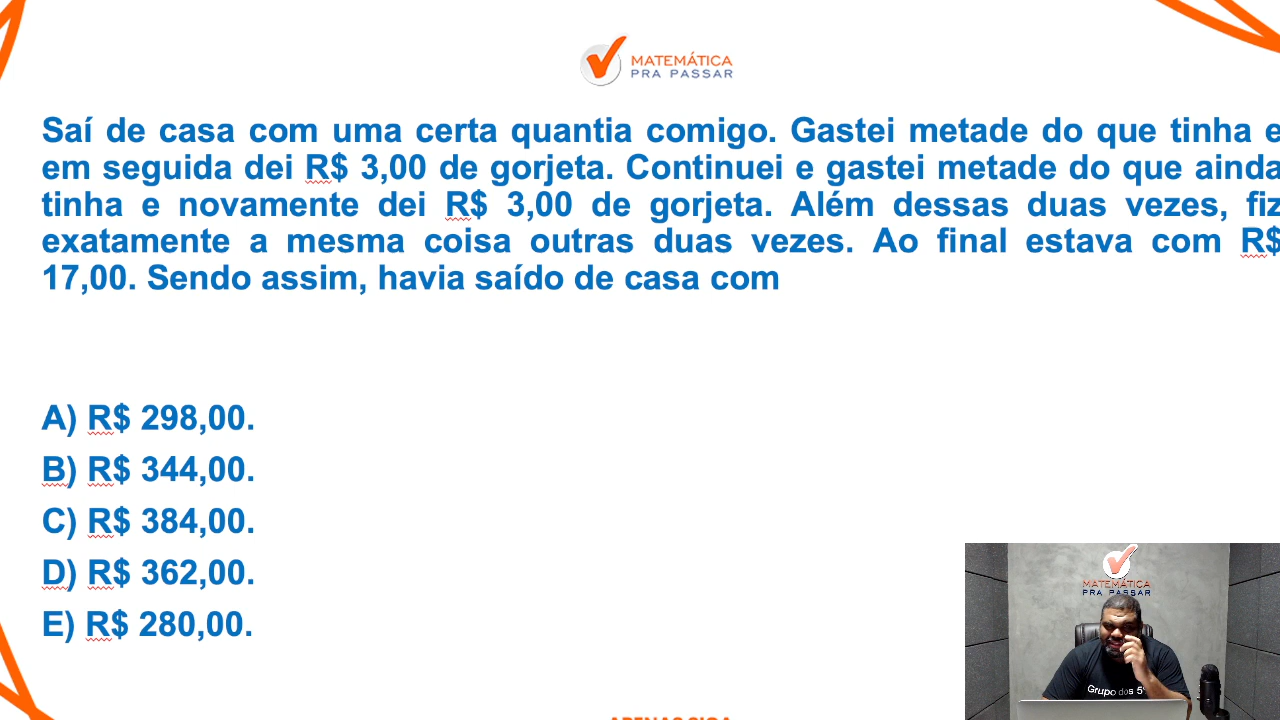 MATEMÁTICA
PRA PASSAR
Saí de casa com uma certa quantia comigo. Gastei metade do que tinha e
em seguida dei R$ 3,00 de gorjeta. Continuei e gastei metade do que ainda
tinha e novamente dei R$ 3,00 de gorjeta. Além dessas duas vezes, fiz
exatamente a mesma coisa outras duas vezes. Ao final estava com R$
17,00. Sendo assim, havia saído de casa com
A) R$ 298,00.
B) R$ 344,00.
C) R$ 384,00.
D) R$ 362,00.
E) R$ 280,00.
MATEMÁTICA
PRA PASSAR
Grupo dos 5